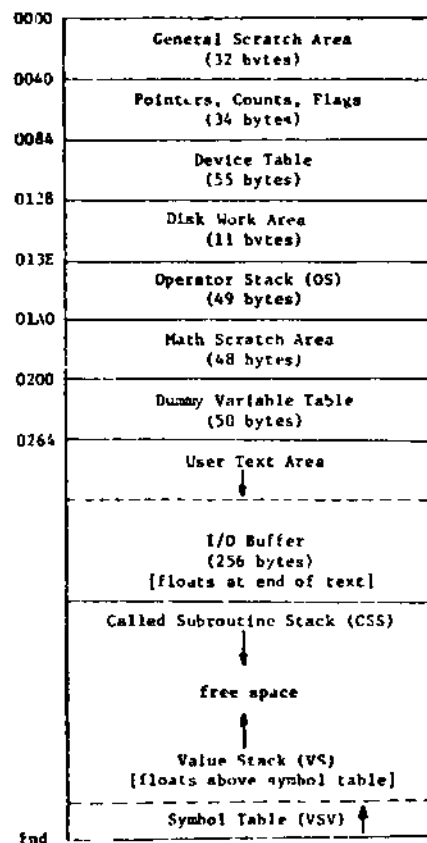 0000
General Scratch Area
(32 bytes)
0040
Pointers, Counts, Flags
(34 bytes)
0084
Device Table
(55 bytes)
012B
Disk Work Area
(11 bytes)
013E
Operator Stack (OS)
(49 bytes)
01A0
Math Scratch Area
(48 bytes)
0200
Dummy Variable Table
(50 bytes)
0264
User Text Area
I/O Buffer
(256 bytes)
[floats at end of text]
Called Subroutine Stack (CSS)
free space
Value Stack (VS)
[floats above symbol table]
Symbol Table (VSV)
End